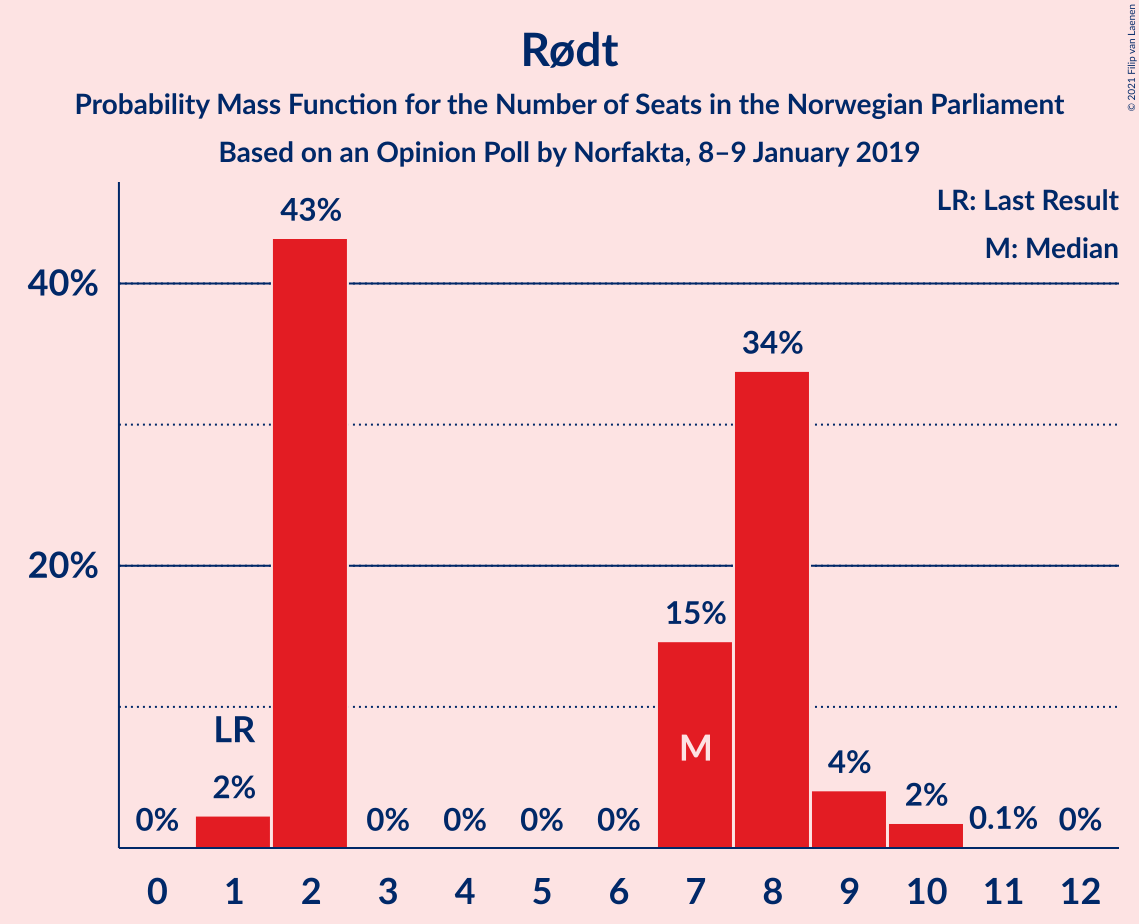 Rødt
Probability Mass Function for the Number of Seats in the Norwegian Parliament
Based on an Opinion Poll by Norfakta, 8–9 January 2019
© 2021 Filip van Laenen
LR: Last Result
M: Median
43%
40%
34%
20%
15%
LR
M
4%
2%
2%
0%
0%
0%
0%
0%
0.1%
0%
0 1 2 3 4 5 6 7 8 9 10 11 12